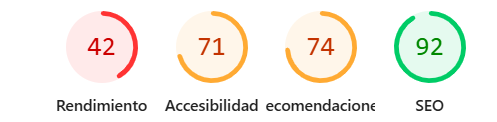 42 71 74 92
Rendimiento Accesibilidad ecomendacione SEO